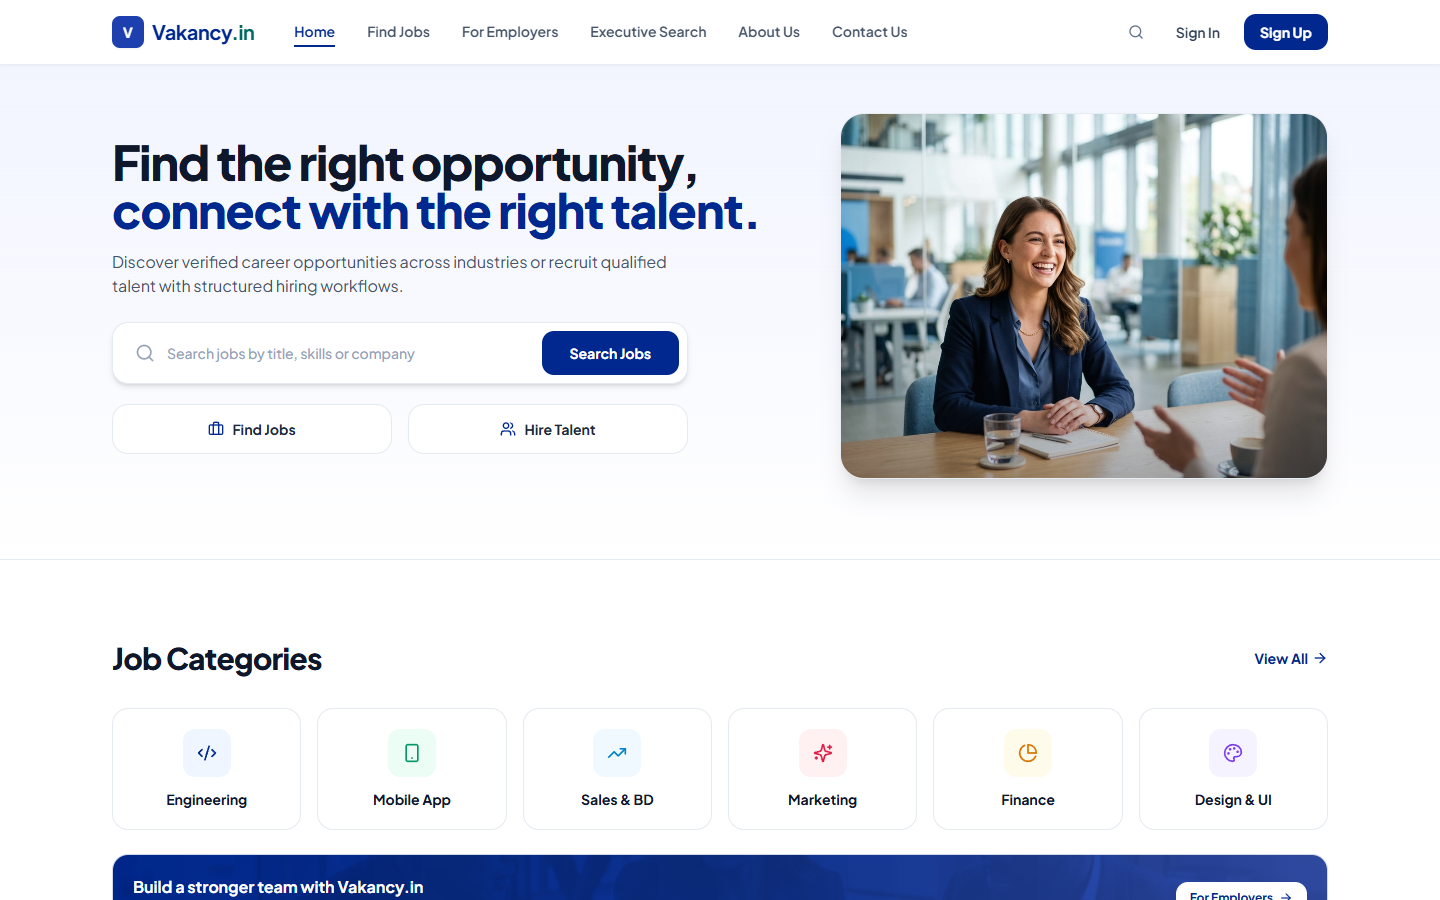 V Vakancy.in Home Find Jobs For Employers Executive Search About Us Contact Us Sign In Sign Up
Find the right opportunity,
connect with the right talent.
Discover verified career opportunities across industries or recruit qualified
talent with structured hiring workflows.
Search jobs by title, skills or company Search Jobs
Find Jobs Hire Talent
Job Categories View All
Engineering Mobile App Sales & BD Marketing Finance Design & UI
Build a stronger team with Vakancy.in
For Employers